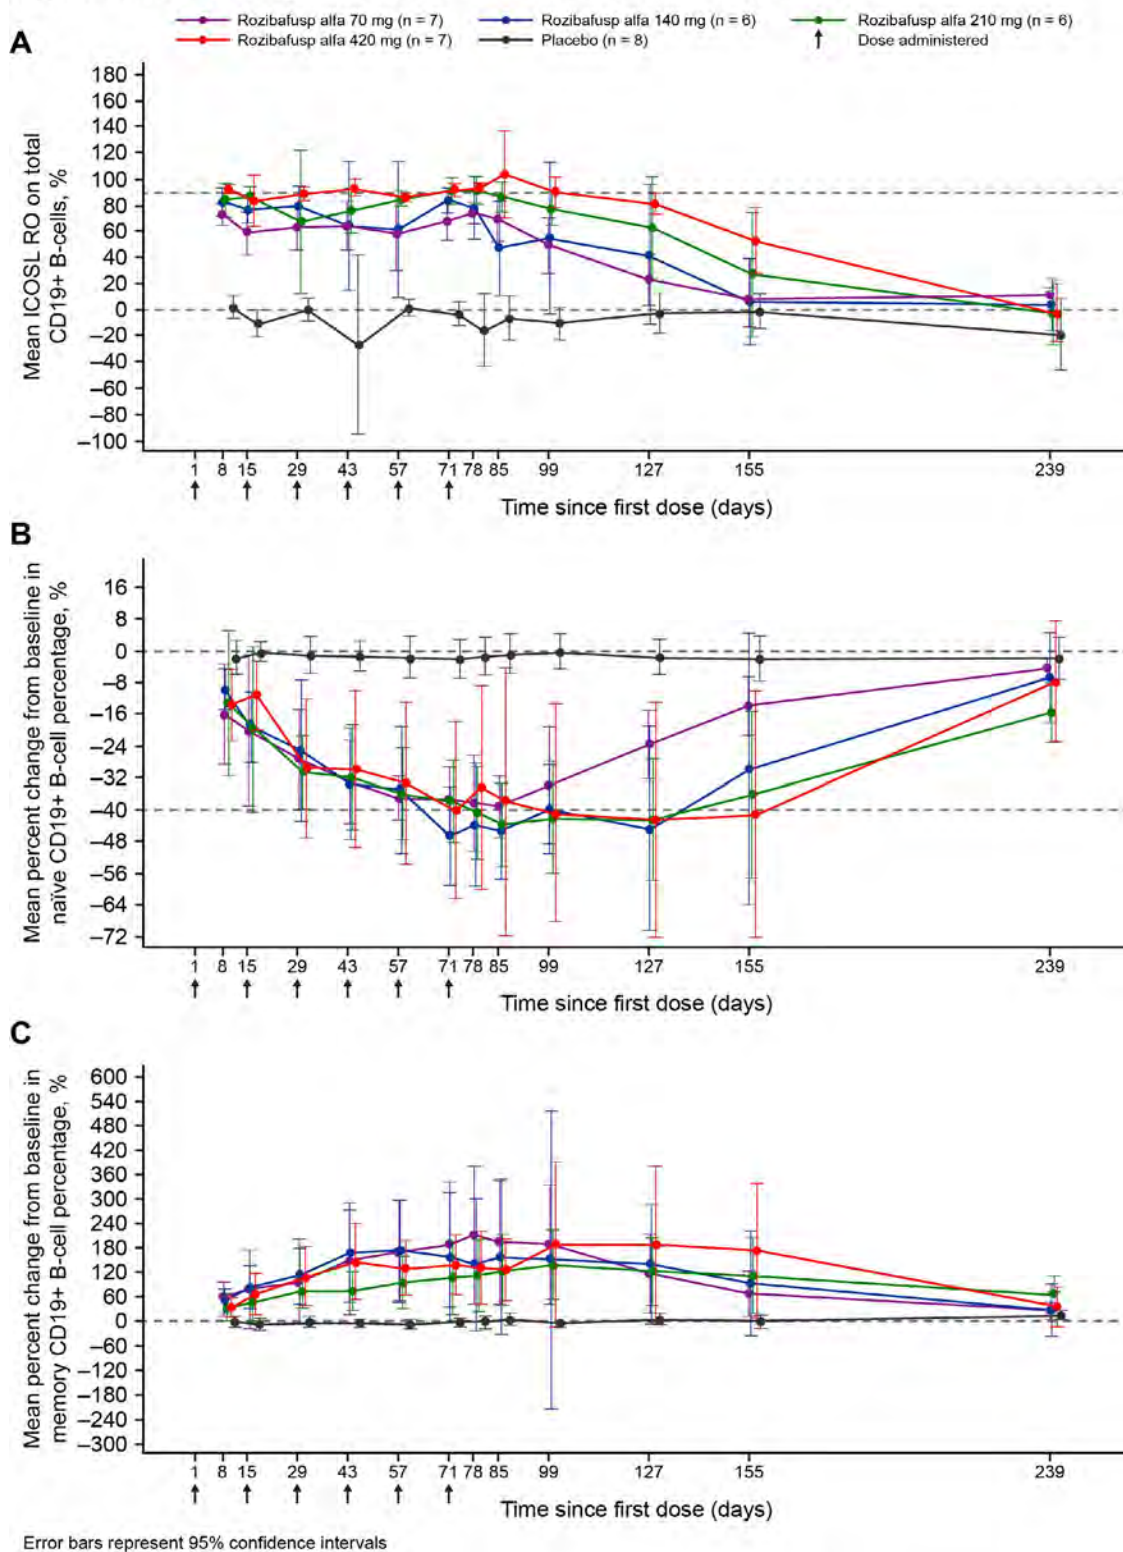 Rozibafusp alfa 70 mg (n = 7) Rozibafusp alfa 140 mg (n = 6) Rozibafusp alfa 210 mg (n = 6)
Rozibafusp alfa 420 mg (n = 7) Placebo (n = 8) Dose administered
A
Mean ICOSL RO on total
CD19+ B-cells, %
180
160
140
120
100
80
60
40
20
0
–20
–40
–60
–80
–100
1 8 15 29 43 57 71 78 85 99 127 155 239
Time since first dose (days)
B
Mean percent change from baseline in
naïve CD19+ B-cell percentage, %
16
8
0
–8
–16
–24
–32
–40
–48
–56
–64
–72
1 8 15 29 43 57 71 78 85 99 127 155 239
Time since first dose (days)
C
Mean percent change from baseline in
memory CD19+ B-cell percentage, %
600
540
480
420
360
300
240
180
120
60
0
–60
–120
–180
–240
–300
1 8 15 29 43 57 71 78 85 99 127 155 239
Time since first dose (days)
Error bars represent 95% confidence intervals